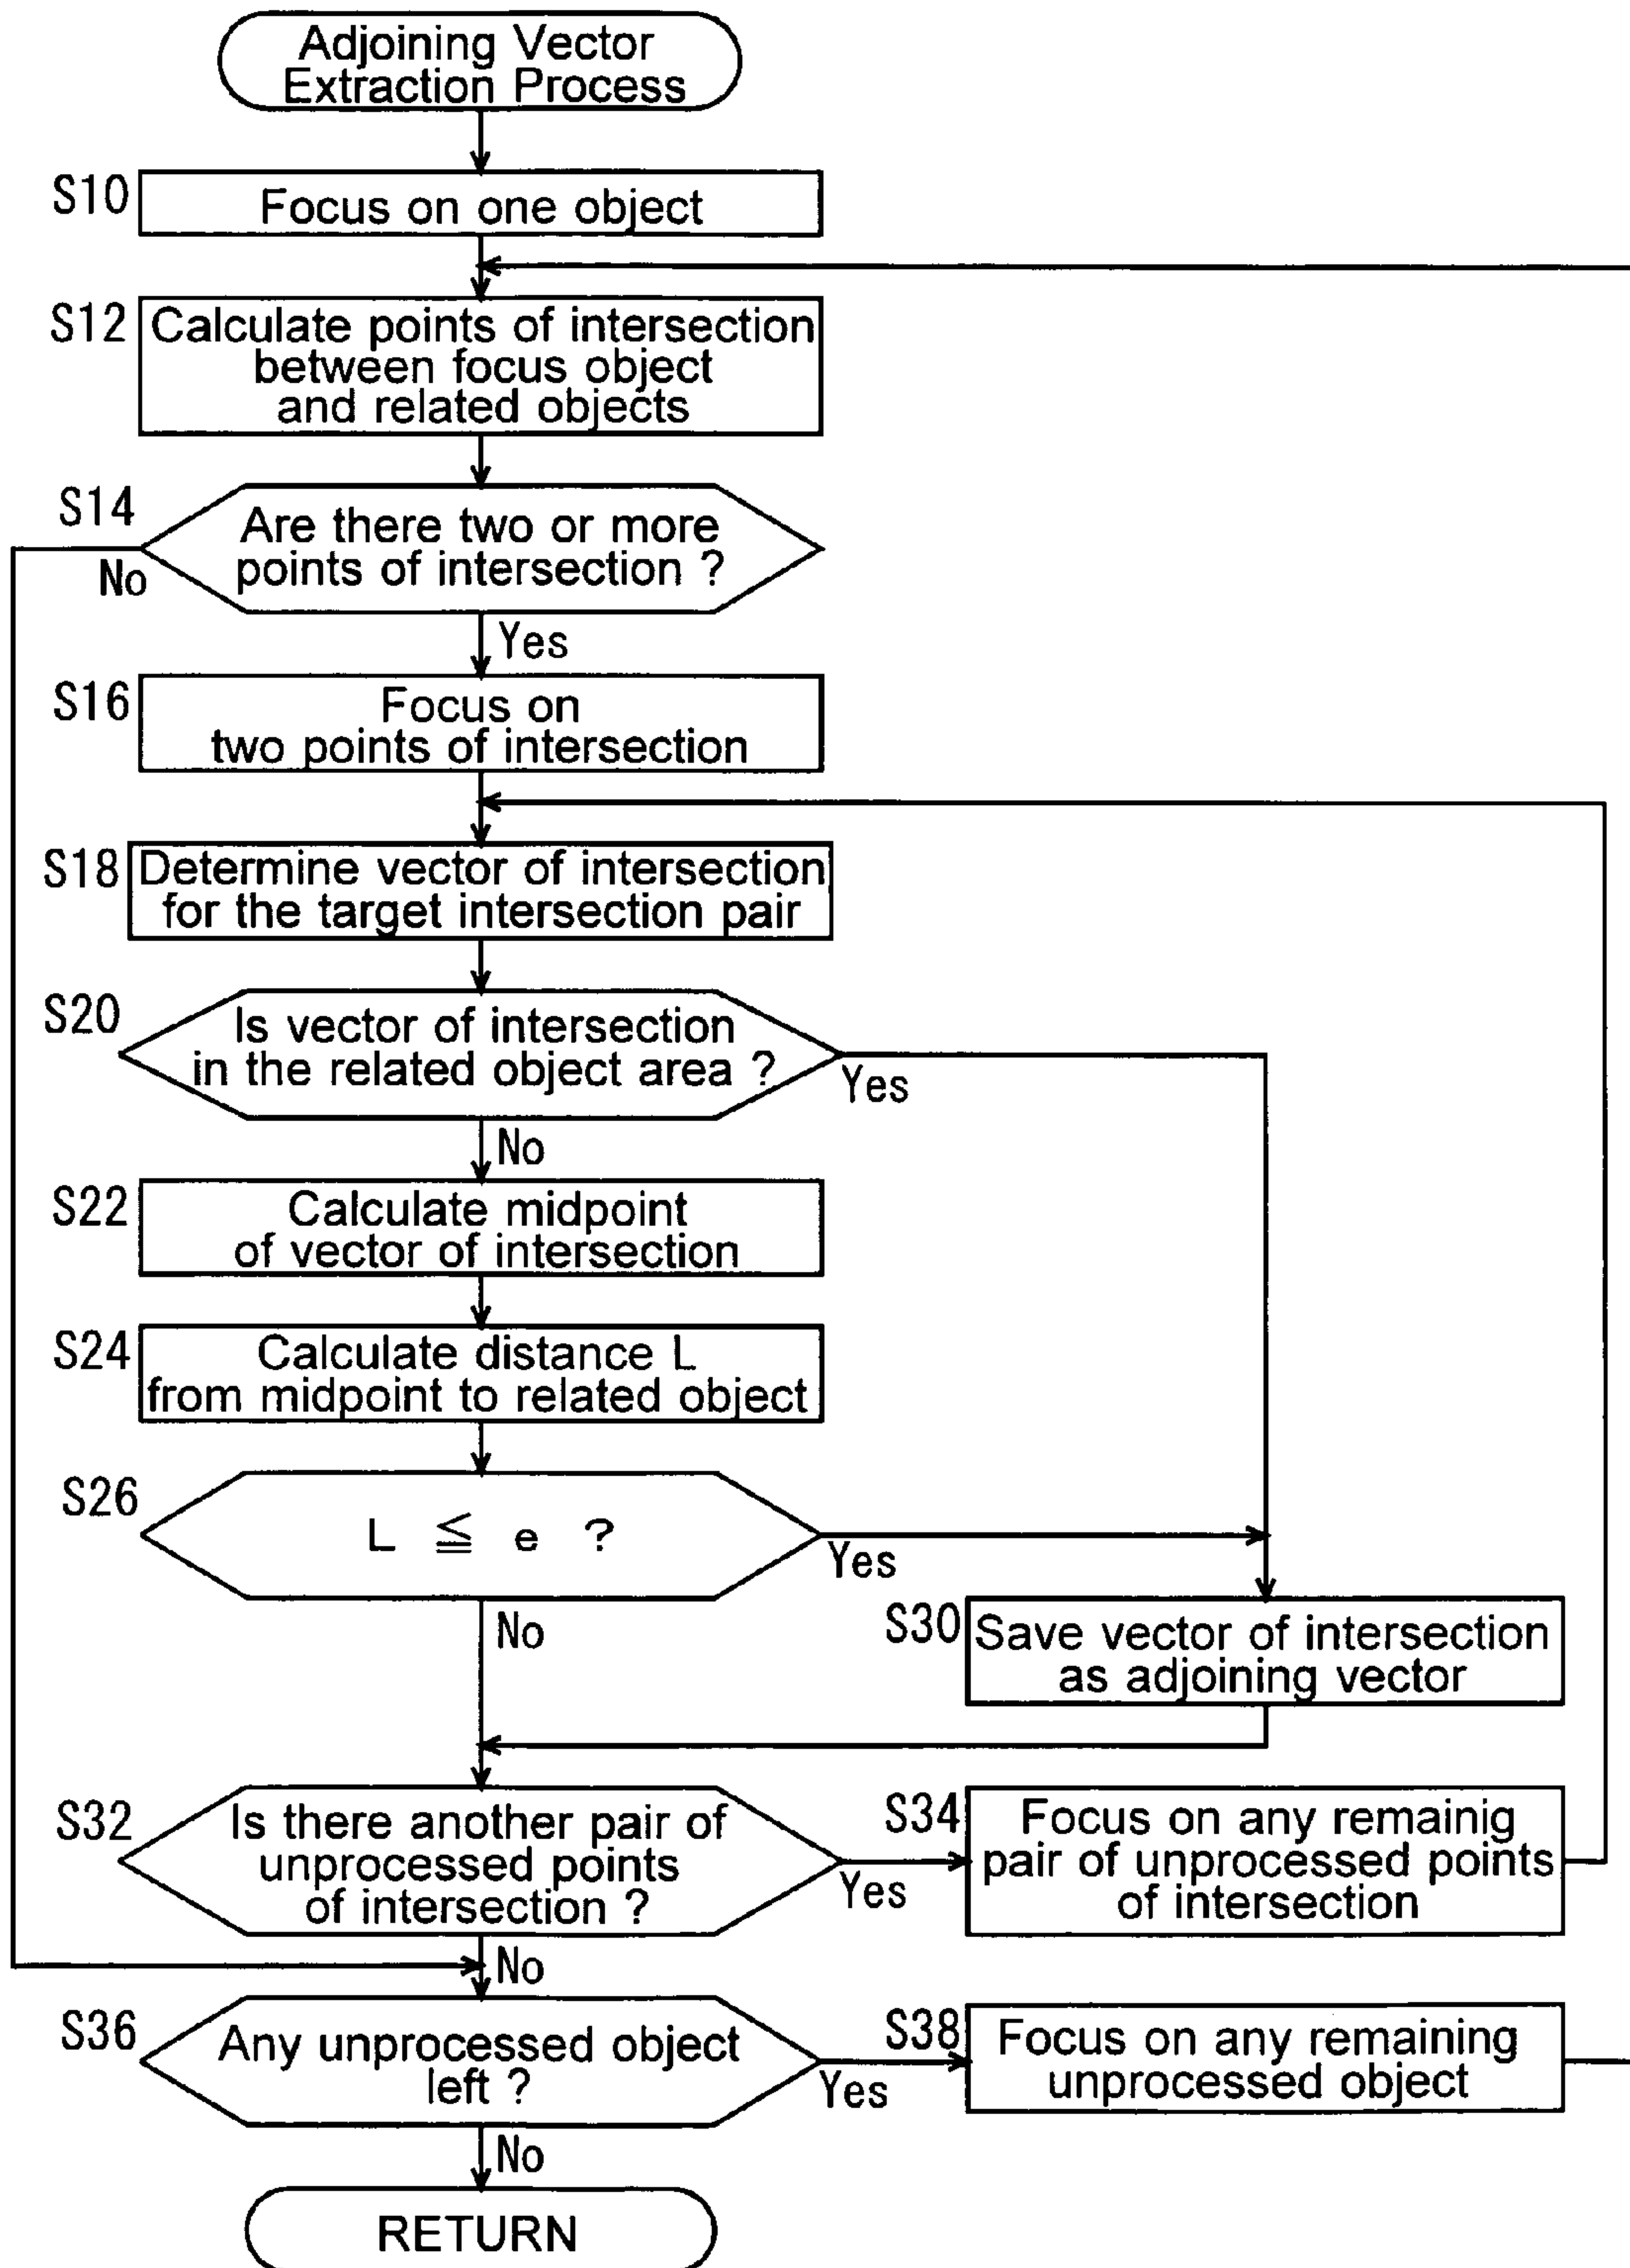 Adjoining Vector
Extraction Process
S10
Focus on one object
S12
Calculate points of intersection
between focus object
and related objects
S14
Are there two or more
points of intersection ?
No
Yes
S16
Focus on
two points of intersection
S18
Determine vector of intersection
for the target intersection pair
S20
Is vector of intersection
in the related object area ?
Yes
No
S22
Calculate midpoint
of vector of intersection
S24
Calculate distance L
from midpoint to related object
S26
L ≦ e ?
Yes
No
S30
Save vector of intersection
as adjoining vector
S32
Is there another pair of
unprocessed points
of intersection ?
Yes
S34
Focus on any remainig
pair of unprocessed points
of intersection
No
S36
Any unprocessed object
left ?
Yes
S38
Focus on any remaining
unprocessed object
No
RETURN